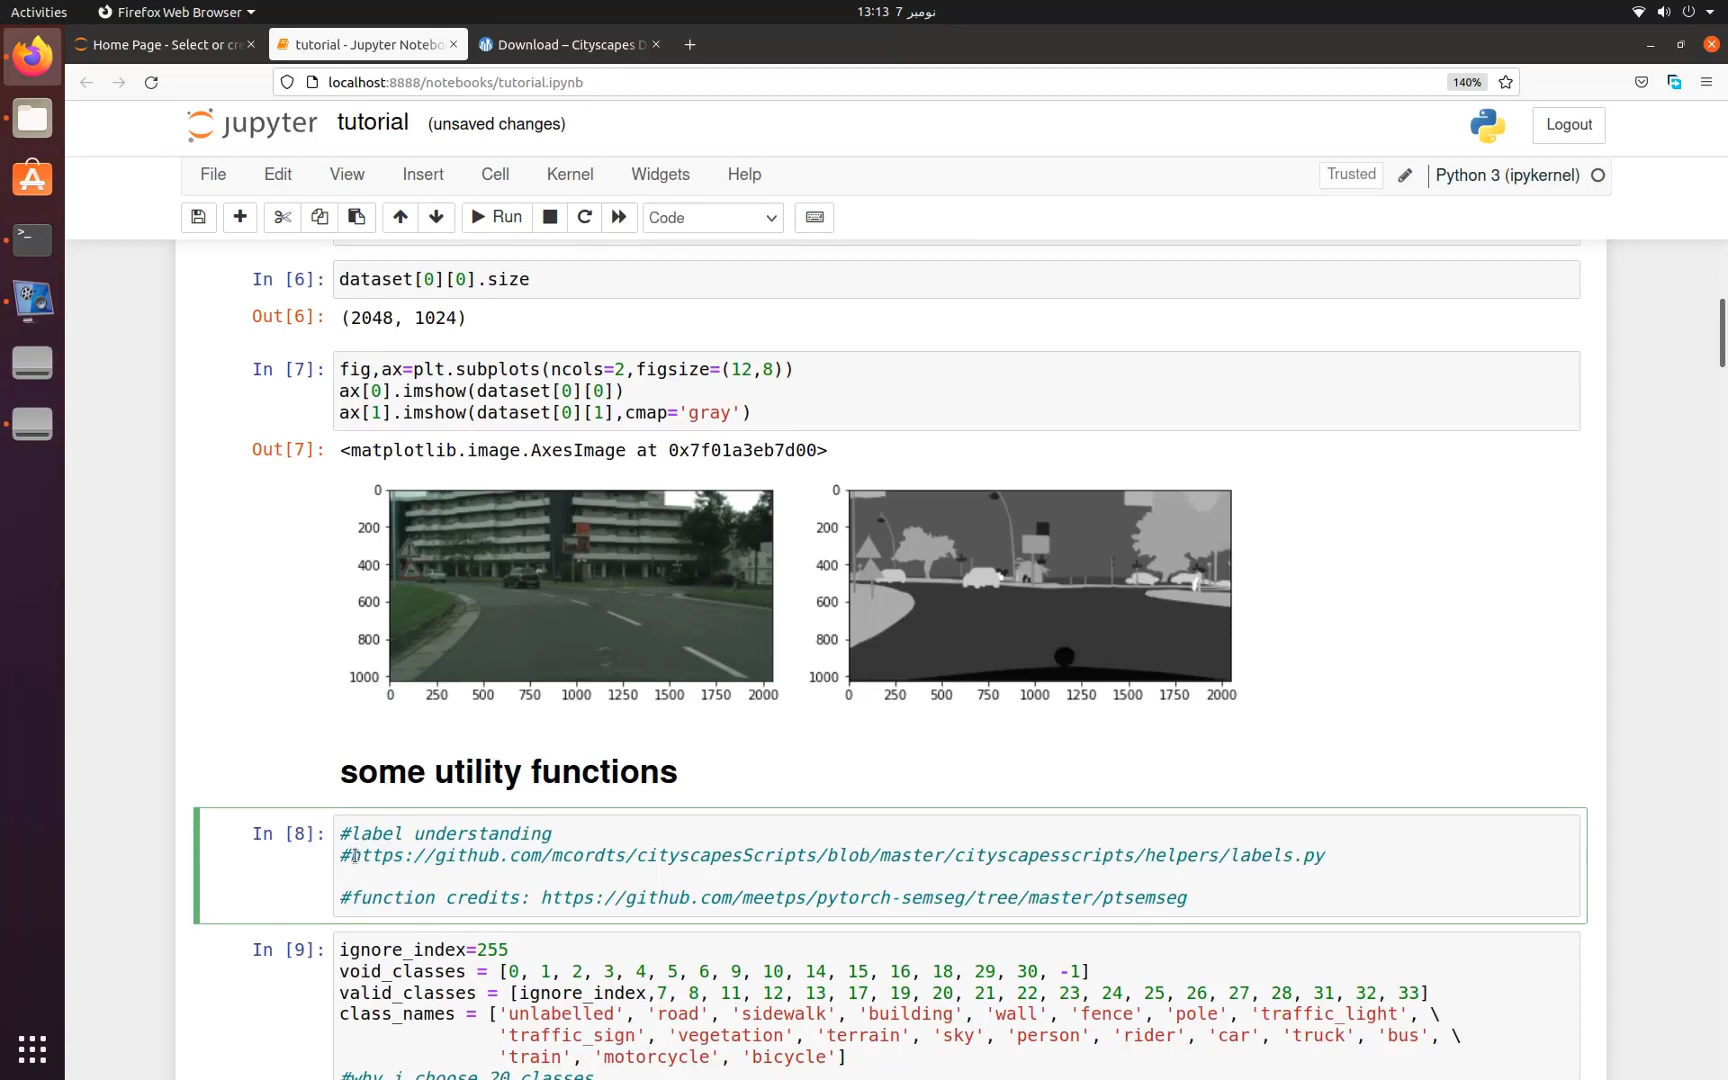 Activities
Firefox Web Browser
13:13 7 نومبر
Home Page - Select or cre
tutorial - Jupyter Notebo
Download – Cityscapes D
localhost:8888/notebooks/tutorial.ipynb
140%
jupyter
tutorial
(unsaved changes)
Logout
File
Edit
View
Insert
Cell
Kernel
Widgets
Help
Trusted
Python 3 (ipykernel)
Run
Code
In [6]:
dataset[0][0].size
Out[6]:
(2048, 1024)
In [7]:
fig,ax=plt.subplots(ncols=2,figsize=(12,8))
ax[0].imshow(dataset[0][0])
ax[1].imshow(dataset[0][1],cmap='gray')
Out[7]:
<matplotlib.image.AxesImage at 0x7f01a3eb7d00>
0
200
400
600
800
1000
0 250 500 750 1000 1250 1500 1750 2000
0
200
400
600
800
1000
0 250 500 750 1000 1250 1500 1750 2000
some utility functions
In [8]:
#label understanding
#https://github.com/mcordts/cityscapesScripts/blob/master/cityscapesscripts/helpers/labels.py
#function credits: https://github.com/meetps/pytorch-semseg/tree/master/ptsemseg
In [9]:
ignore_index=255
void_classes = [0, 1, 2, 3, 4, 5, 6, 9, 10, 14, 15, 16, 18, 29, 30, -1]
valid_classes = [ignore_index,7, 8, 11, 12, 13, 17, 19, 20, 21, 22, 23, 24, 25, 26, 27, 28, 31, 32, 33]
class_names = ['unlabelled', 'road', 'sidewalk', 'building', 'wall', 'fence', 'pole', 'traffic_light', \
'traffic_sign', 'vegetation', 'terrain', 'sky', 'person', 'rider', 'car', 'truck', 'bus', \
'train', 'motorcycle', 'bicycle']
#why i choose 20 classes